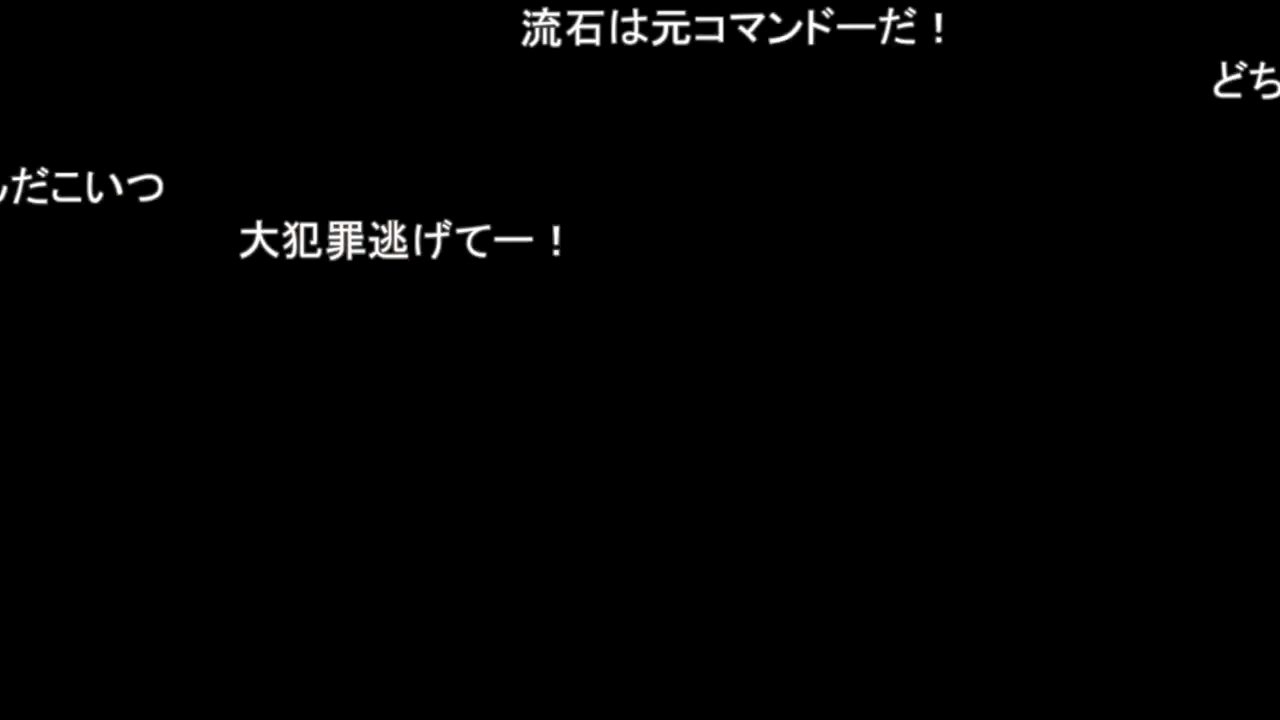 流石は元コマンドーだ！
どち
んだこいつ
大犯罪逃げてー！